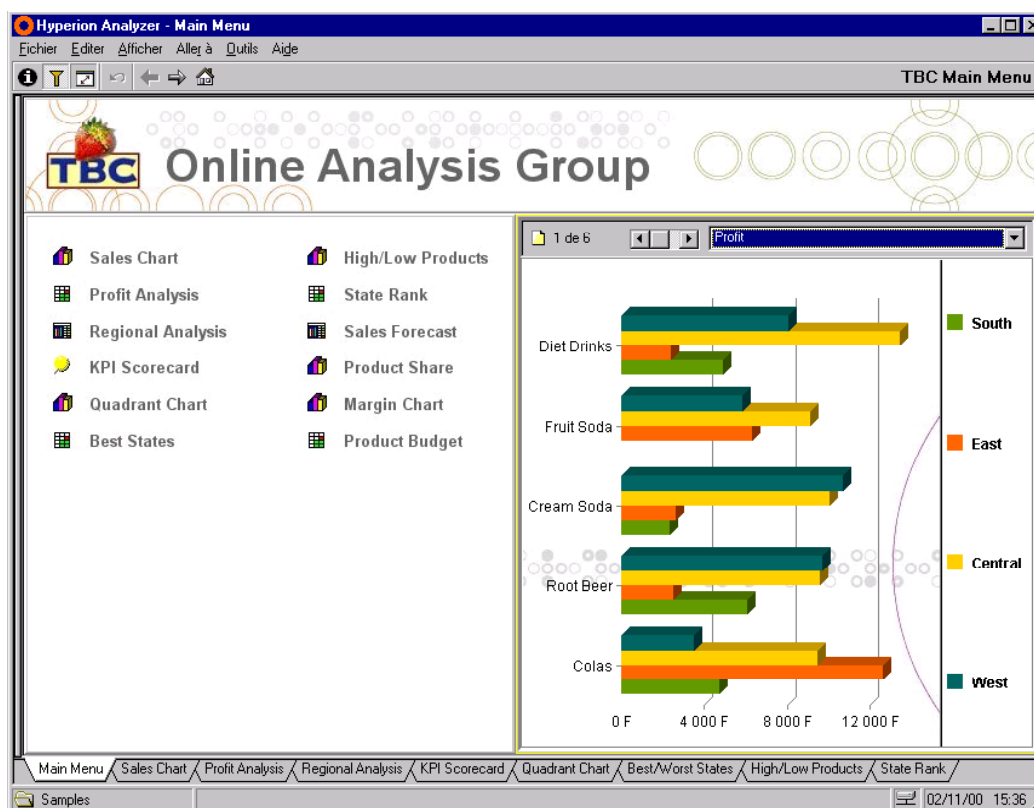 Hyperion Analyzer - Main Menu
Fichier Editer Afficher Aller à Outils Aide
TBC Main Menu
TBC Online Analysis Group
Sales Chart High/Low Products
Profit Analysis State Rank
Regional Analysis Sales Forecast
KPI Scorecard Product Share
Quadrant Chart Margin Chart
Best States Product Budget
1 de 6 Profit
Diet Drinks
Fruit Soda
Cream Soda
Root Beer
Colas
0 F 4 000 F 8 000 F 12 000 F
South
East
Central
West
Main Menu Sales Chart Profit Analysis Regional Analysis KPI Scorecard Quadrant Chart Best/Worst States High/Low Products State Rank
Samples 02/11/00 15:36